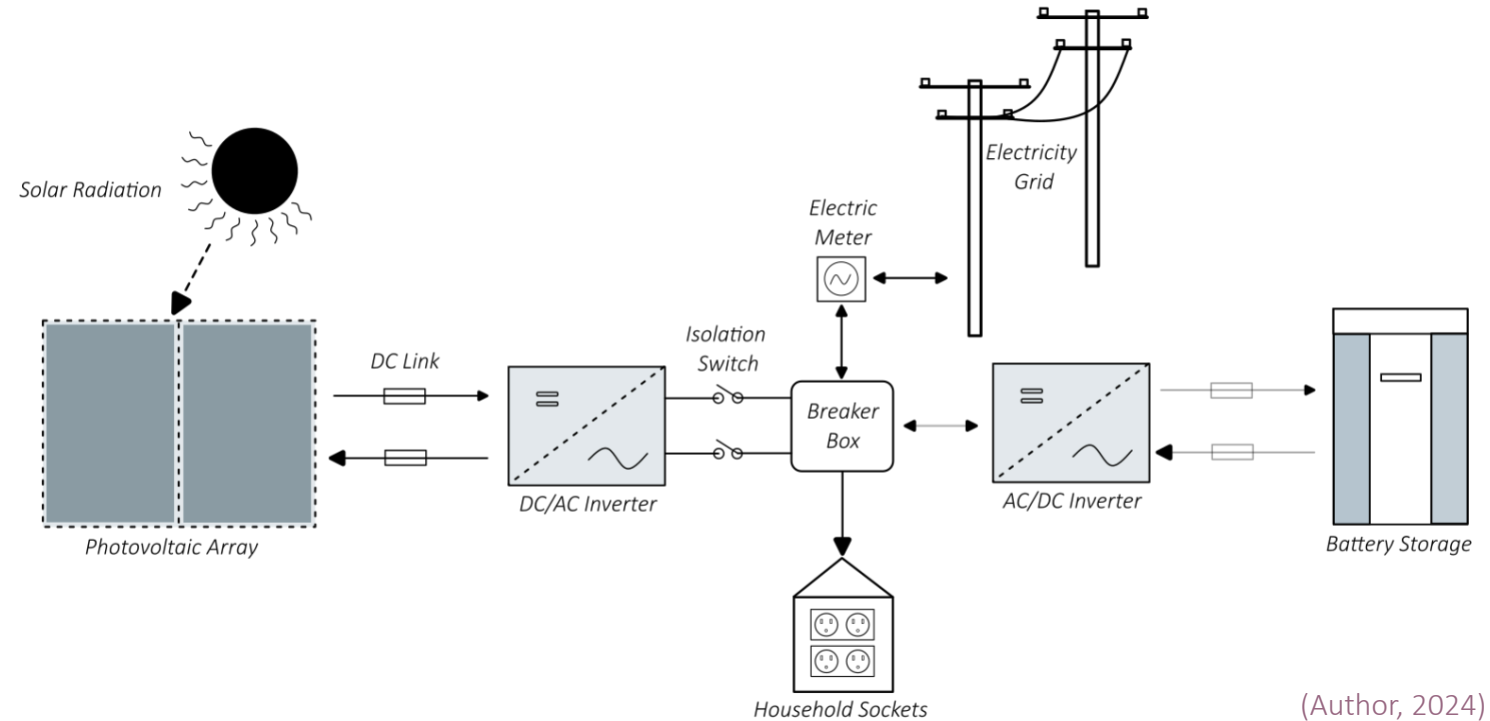 Solar Radiation
Electricity
Grid
Electric
Meter
Isolation
Switch
DC Link
Breaker
Box
DC/AC Inverter
AC/DC Inverter
Photovoltaic Array
Battery Storage
Household Sockets
(Author, 2024)